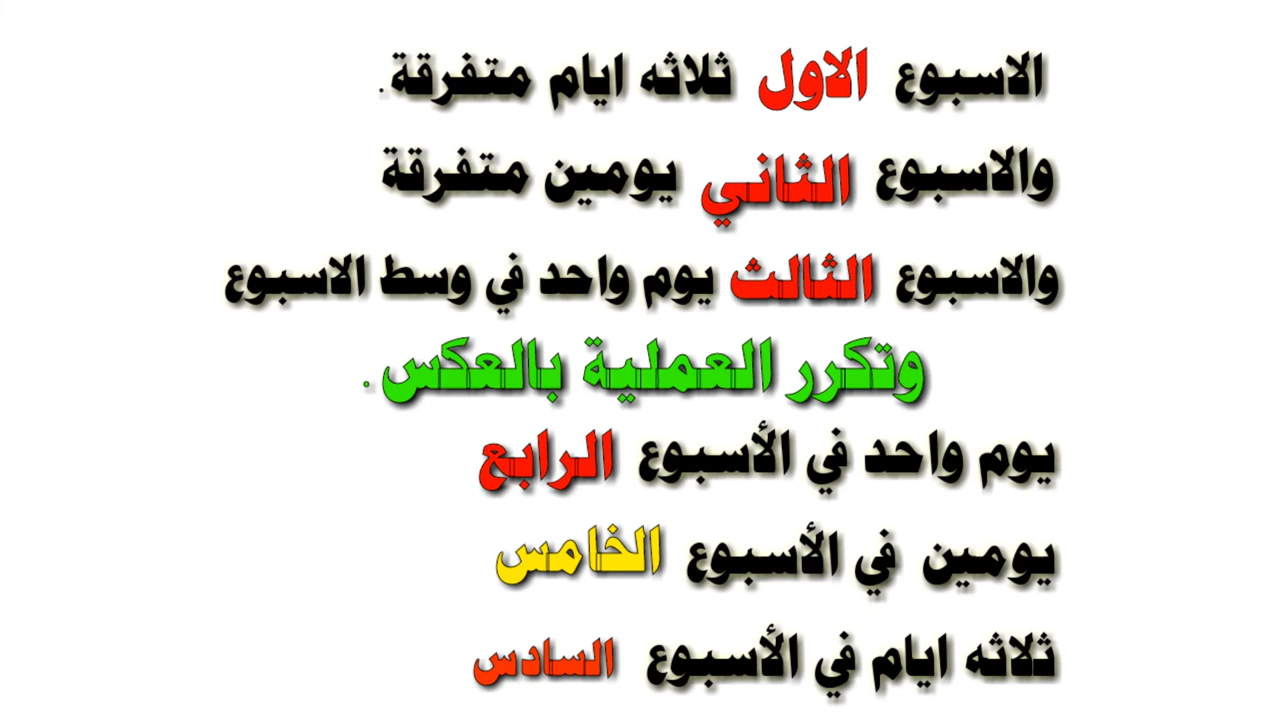 الاسبوع الاول ثلاثه ايام متفرقة .
والاسبوع الثاني يومين متفرقة
والاسبوع الثالث يوم واحد في وسط الاسبوع
وتكرر العملية بالعكس .
يوم واحد في الأسبوع الرابع
يومين في الأسبوع الخامس
ثلاثه ايام في الأسبوع السادس